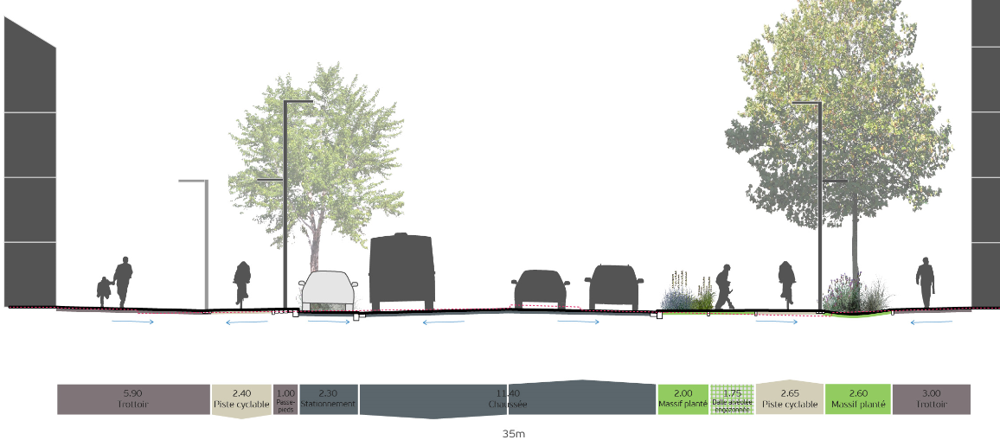 5.90
Trottoir
2.40
Piste cyclable
1.00
Passe-
pieds
2.30
Stationnement
11.40
Chaussée
2.00
Massif planté
1.75
Dalle alvéolée
engazonnée
2.65
Piste cyclable
2.60
Massif planté
3.00
Trottoir
35m